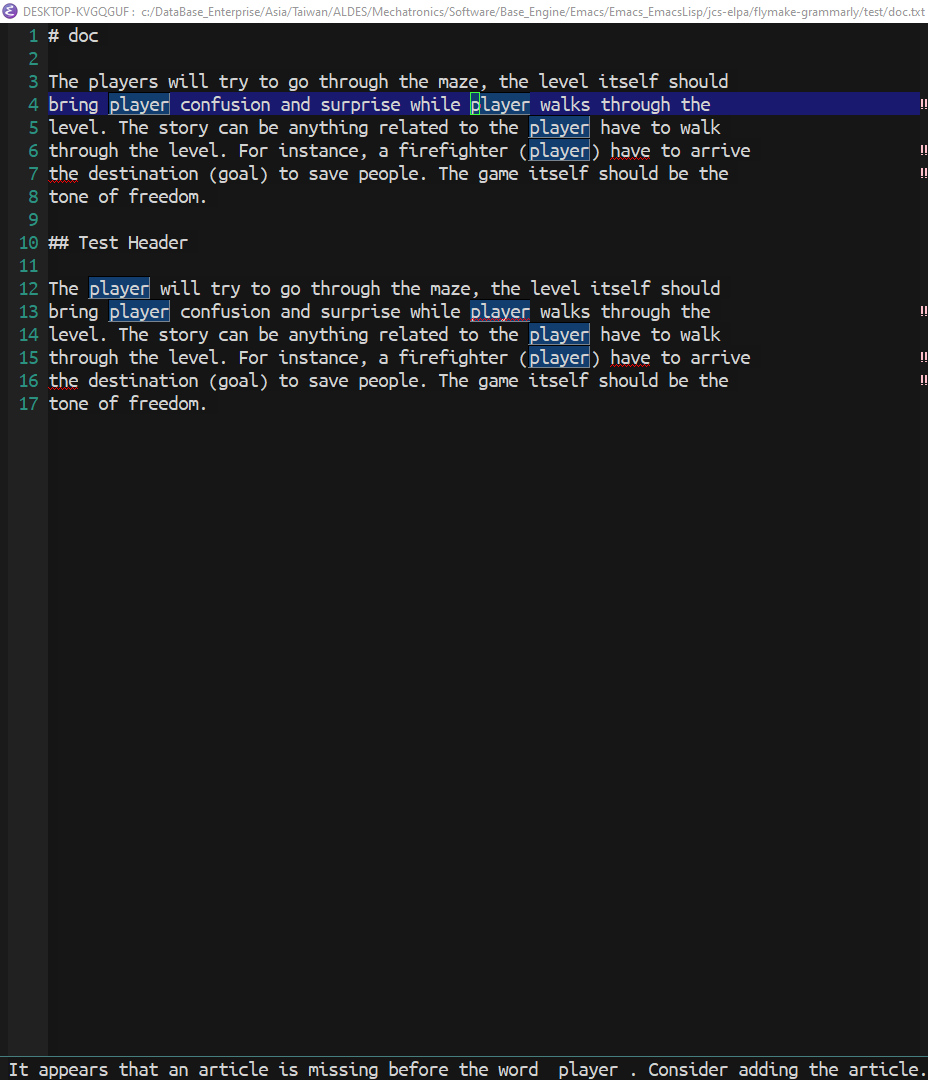 DESKTOP-KVGQGUF : c:/DataBase_Enterprise/Asia/Taiwan/ALDES/Mechatronics/Software/Base_Engine/Emacs/Emacs_EmacsLisp/jcs-elpa/flymake-grammarly/test/doc.txt
1 # doc
2
3 The players will try to go through the maze, the level itself should
4 bring player confusion and surprise while player walks through the !!
5 level. The story can be anything related to the player have to walk
6 through the level. For instance, a firefighter (player) have to arrive !!
7 the destination (goal) to save people. The game itself should be the !!
8 tone of freedom.
9
10 ## Test Header
11
12 The player will try to go through the maze, the level itself should
13 bring player confusion and surprise while player walks through the !!
14 level. The story can be anything related to the player have to walk
15 through the level. For instance, a firefighter (player) have to arrive !!
16 the destination (goal) to save people. The game itself should be the !!
17 tone of freedom.
It appears that an article is missing before the word  player . Consider adding the article.